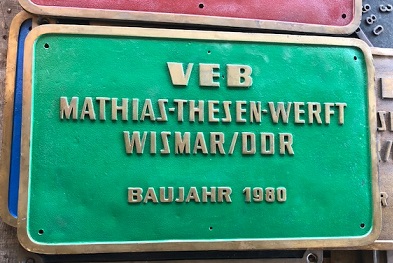 VEB
MATHIAS-THESEN-WERFT
WISMAR/DDR
BAUJAHR 1980